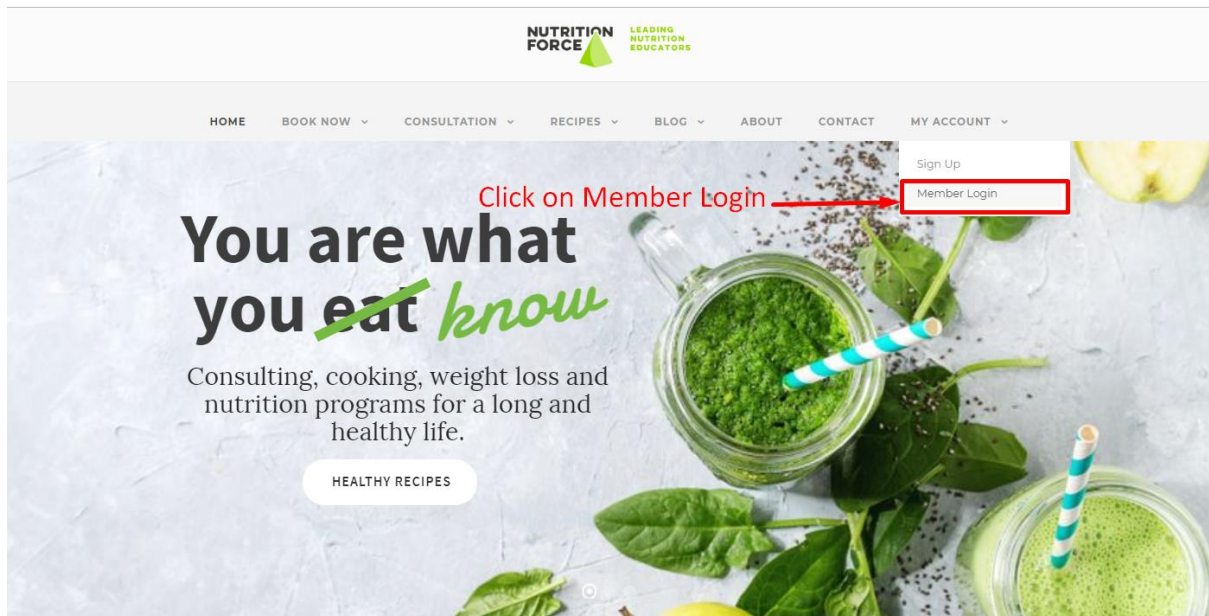 NUTRITION FORCE
LEADING NUTRITION EDUCATORS
HOME BOOK NOW CONSULTATION RECIPES BLOG ABOUT CONTACT MY ACCOUNT
Sign Up
Member Login
Click on Member Login
You are what
you eat know
Consulting, cooking, weight loss and
nutrition programs for a long and
healthy life.
HEALTHY RECIPES